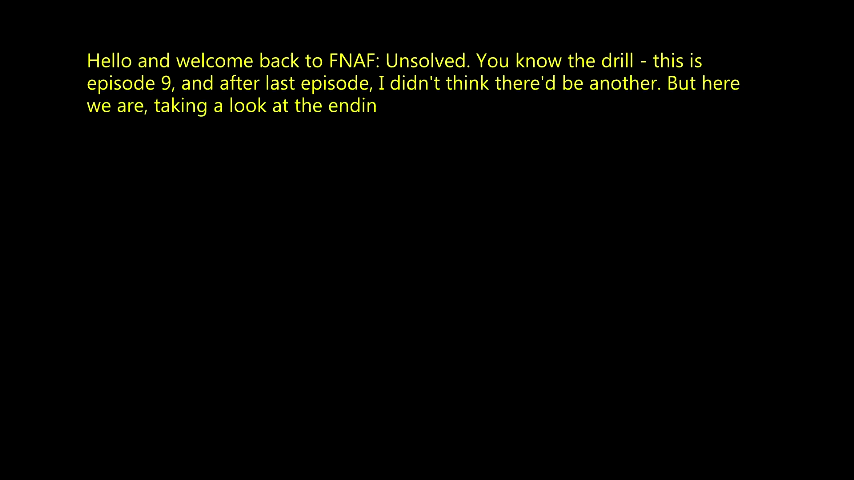 Hello and welcome back to FNAF: Unsolved. You know the drill - this is
episode 9, and after last episode, I didn't think there'd be another. But here
we are, taking a look at the endin